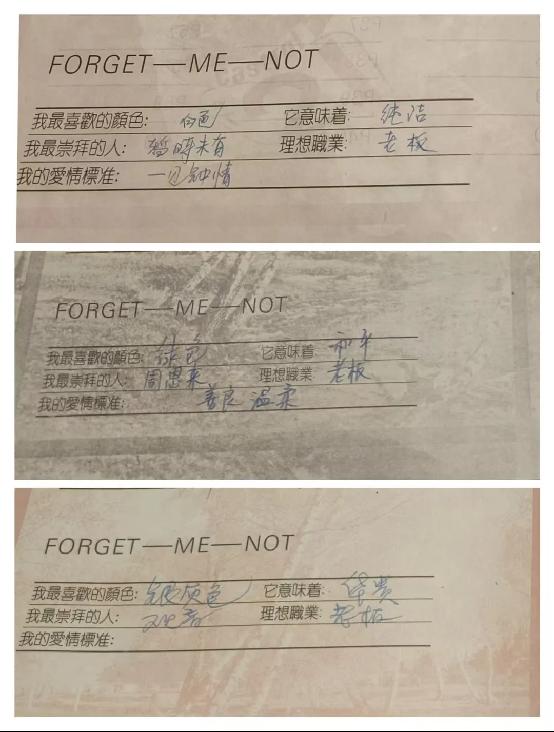 FORGET—ME—NOT
我最喜歡的顏色: 白色 它意味着: 纯洁
我最崇拜的人: 暫時未有 理想職業: 老板
我的愛情標准: 一见钟情
FORGET—ME—NOT
我最喜歡的顏色: 绿色 它意味着: 和平
我最崇拜的人: 周恩来 理想職業: 老板
我的愛情標准: 善良 温柔
FORGET—ME—NOT
我最喜歡的顏色: 银灰色 它意味着:
我最崇拜的人: 理想職業: 老板
我的愛情標准: